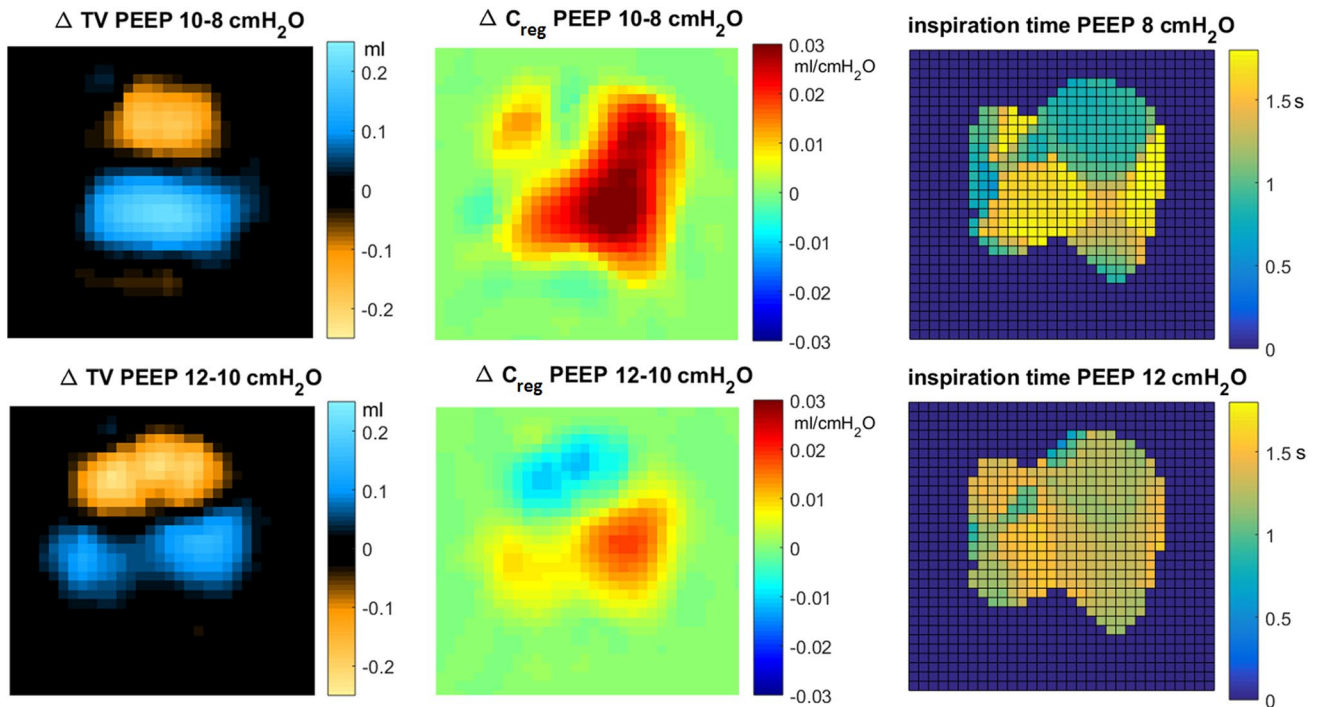 △ TV PEEP 10-8 cmH₂O
ml
0.2
0.1
0
-0.1
-0.2
△ Creg PEEP 10-8 cmH₂O
0.03
ml/cmH₂O
0.02
0.01
0
-0.01
-0.02
-0.03
inspiration time PEEP 8 cmH₂O
1.5 s
1
0.5
0
△ TV PEEP 12-10 cmH₂O
ml
0.2
0.1
0
-0.1
-0.2
△ Creg PEEP 12-10 cmH₂O
0.03
ml/cmH₂O
0.02
0.01
0
-0.01
-0.02
-0.03
inspiration time PEEP 12 cmH₂O
1.5 s
1
0.5
0